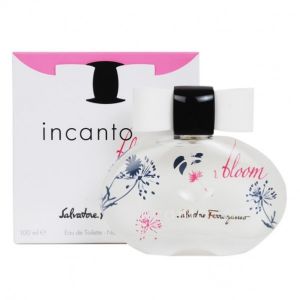 incanto
bloom
Salvatore
100 ml e
Eau de Toilette - N
bloom
Salvatore Ferragamo